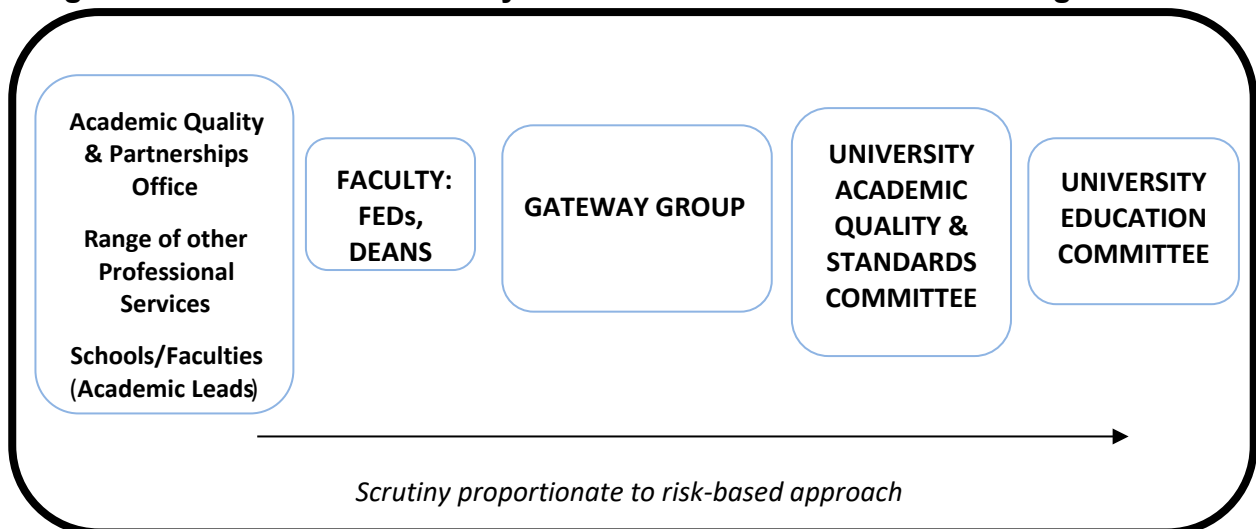 Academic Quality
& Partnerships
Office
Range of other
Professional
Services
Schools/Faculties
(Academic Leads)
FACULTY:
FEDs,
DEANS
GATEWAY GROUP
UNIVERSITY
ACADEMIC
QUALITY &
STANDARDS
COMMITTEE
UNIVERSITY
EDUCATION
COMMITTEE
Scrutiny proportionate to risk-based approach